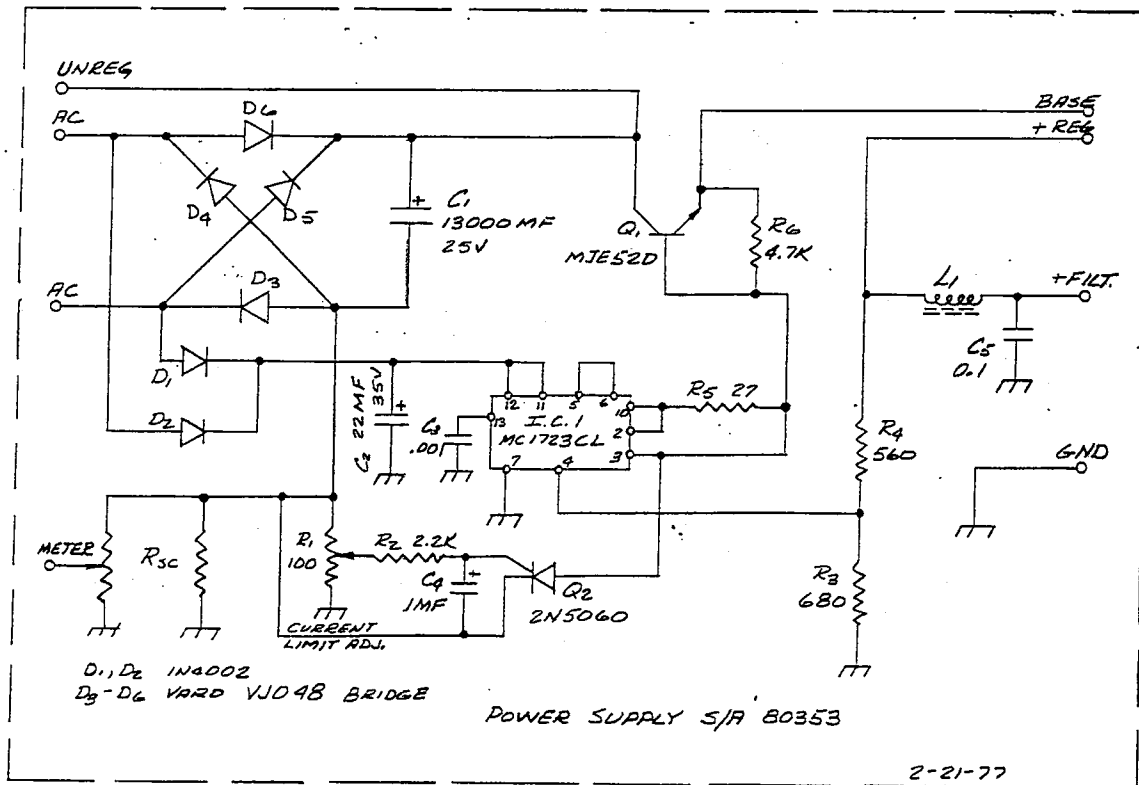 UNREG
AC
D6
BASE
+ REG
D4
D5
C1
13000 MF
25V
Q1
MJE520
R6
4.7K
AC
D3
L1
+FILT.
C5
0.1
D1
D2
C2 22MF 35V
C3
.001
12 11 5 6
13
I.C.1
MC1723CL
10
2
3
7 4
R5 27
R4
560
GND
METER
RSC
R1
100
R2 2.2K
C4
1MF
Q2
2N5060
R3
680
CURRENT
LIMIT ADJ.
D1, D2 1N4002
D3-D6 VARO VJ048 BRIDGE
POWER SUPPLY S/A 80353
2-21-77